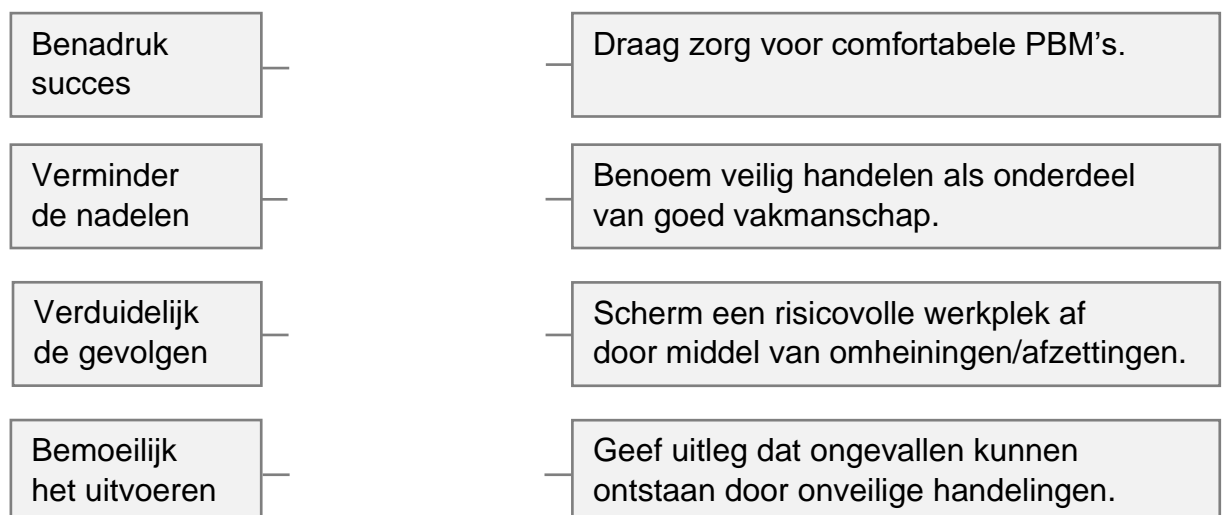 Benadruk
succes
Draag zorg voor comfortabele PBM’s.
Verminder
de nadelen
Benoem veilig handelen als onderdeel
van goed vakmanschap.
Verduidelijk
de gevolgen
Scherm een risicovolle werkplek af
door middel van omheiningen/afzettingen.
Bemoeilijk
het uitvoeren
Geef uitleg dat ongevallen kunnen
ontstaan door onveilige handelingen.